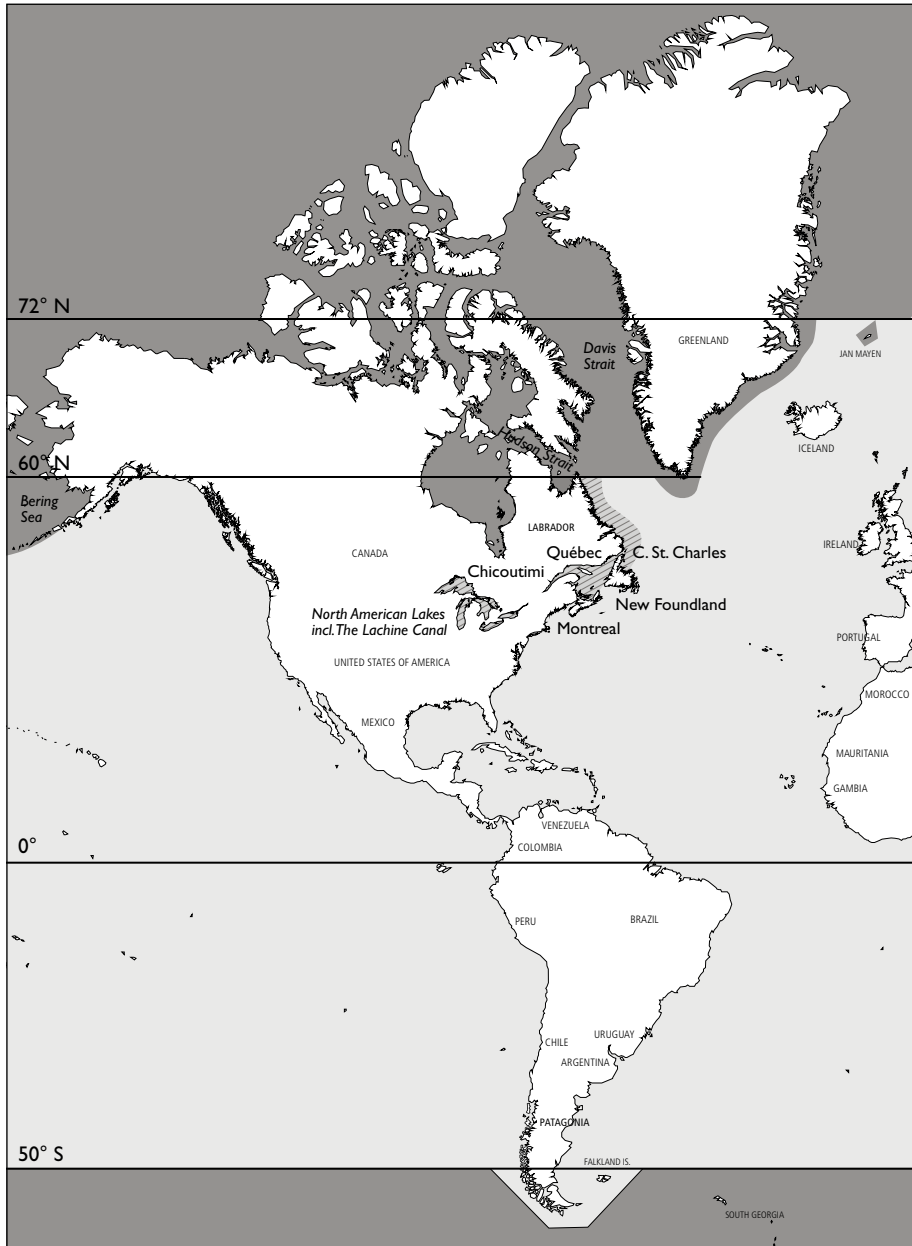 72° N
Davis
Strait
GREENLAND
JAN MAYEN
ICELAND
Hudson Strait
60° N
Bering
Sea
LABRADOR
IRELAND
CANADA
Québec
C. St. Charles
Chicoutimi
New Foundland
North American Lakes
incl. The Lachine Canal
Montreal
PORTUGAL
UNITED STATES OF AMERICA
MOROCCO
MEXICO
MAURITANIA
GAMBIA
VENEZUELA
0°
COLOMBIA
PERU
BRAZIL
URUGUAY
CHILE
ARGENTINA
PATAGONIA
50° S
FALKLAND IS.
SOUTH GEORGIA